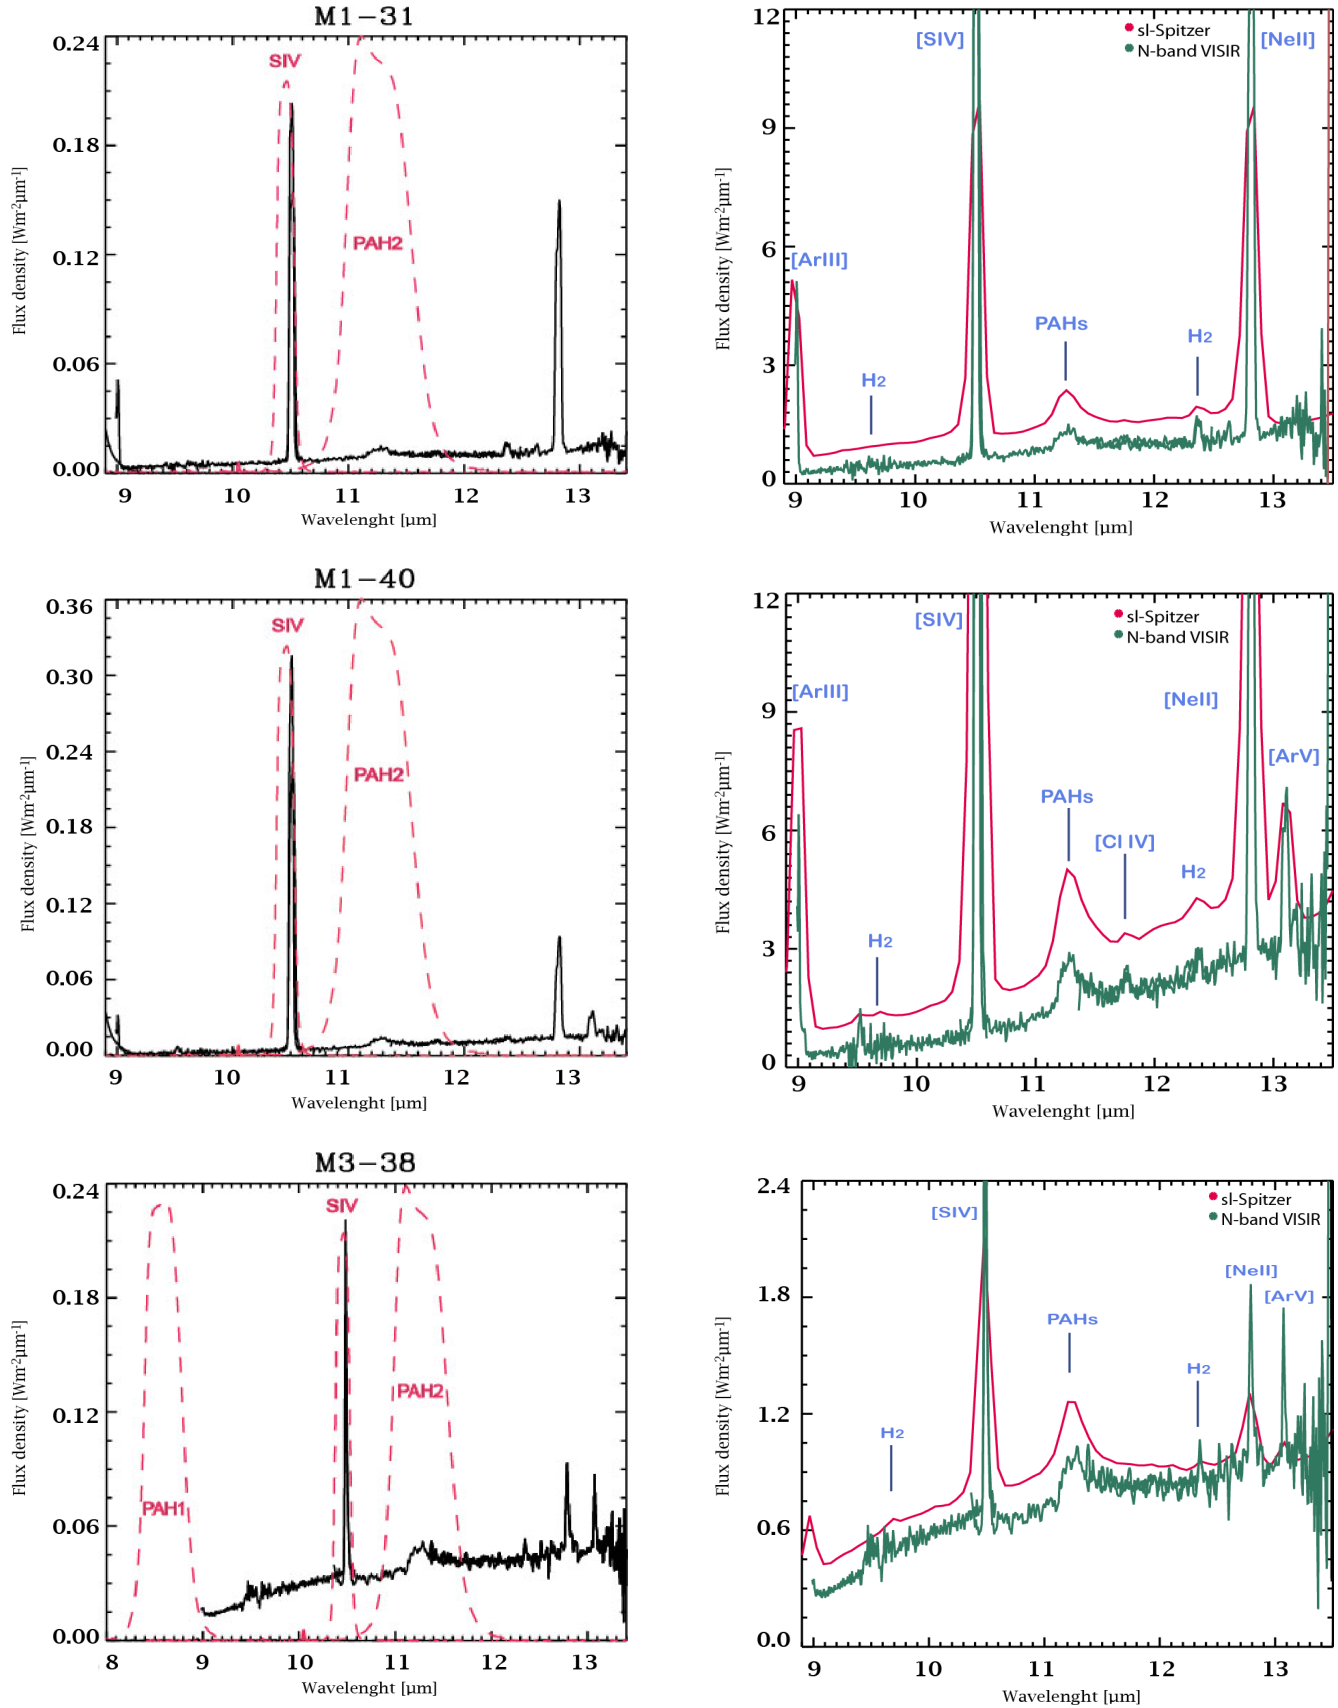 M1-31
0.24
0.18
0.12
0.06
0.00
SIV
PAH2
Flux density [Wm-2µm-1]
9 10 11 12 13
Wavelenght [µm]
12
9
6
3
0
[SIV]
sl-Spitzer
N-band VISIR
[NeII]
[ArIII]
PAHs
H2
H2
Flux density [Wm-2µm-1]
9 10 11 12 13
Wavelenght [µm]
M1-40
0.36
0.30
0.24
0.18
0.12
0.06
0.00
SIV
PAH2
Flux density [Wm-2µm-1]
9 10 11 12 13
Wavelenght [µm]
12
9
6
3
0
[SIV]
sl-Spitzer
N-band VISIR
[ArIII]
[NeII]
[ArV]
PAHs
[Cl IV]
H2
H2
Flux density [Wm-2µm-1]
9 10 11 12 13
Wavelenght [µm]
M3-38
0.24
0.18
0.12
0.06
0.00
SIV
PAH2
PAH1
Flux density [Wm-2µm-1]
8 9 10 11 12 13
Wavelenght [µm]
2.4
1.8
1.2
0.6
0.0
[SIV]
sl-Spitzer
N-band VISIR
[NeII]
[ArV]
PAHs
H2
H2
Flux density [Wm-2µm-1]
9 10 11 12 13
Wavelenght [µm]